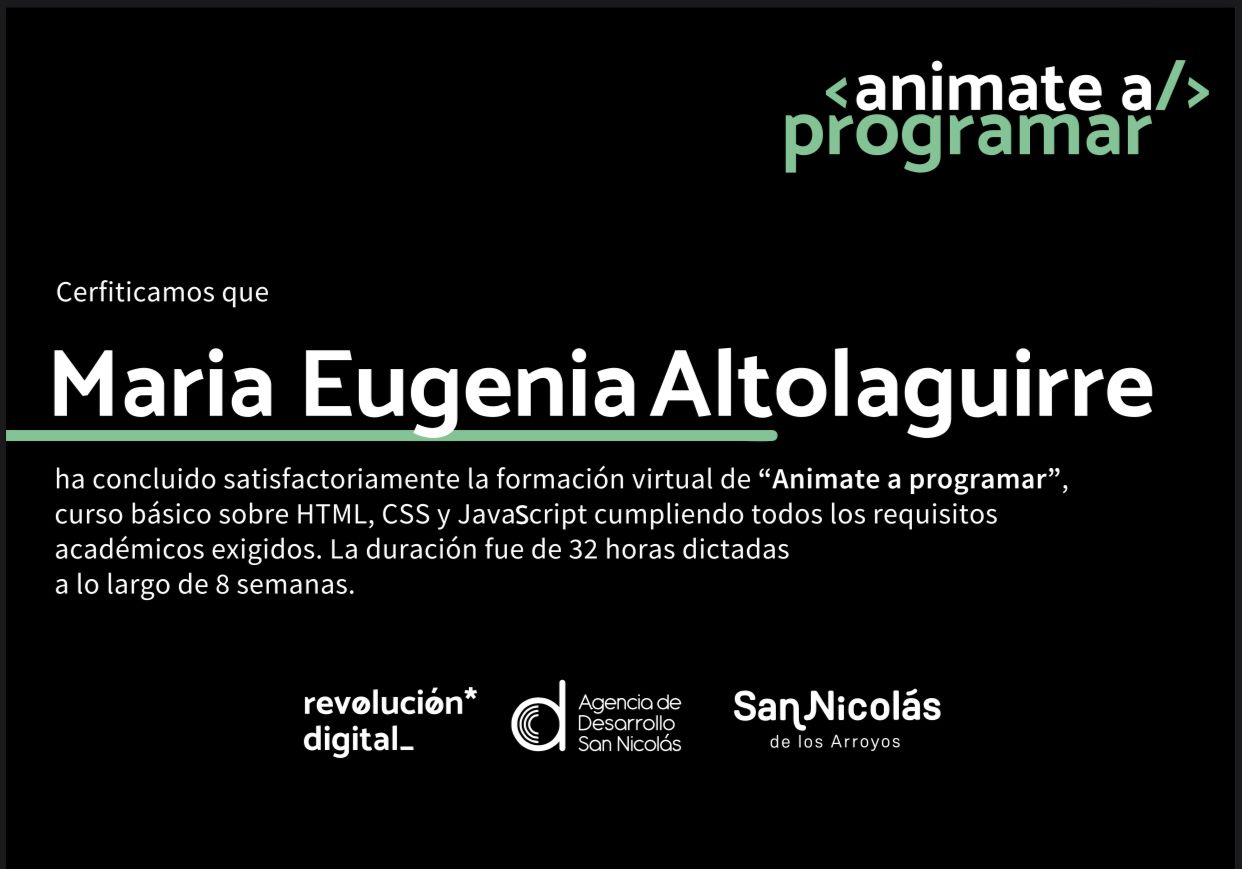 <animate a/>
programar
Cerfiticamos que
Maria Eugenia Altolaguirre
ha concluido satisfactoriamente la formación virtual de “Animate a programar”,
curso básico sobre HTML, CSS y JavaScript cumpliendo todos los requisitos
académicos exigidos. La duración fue de 32 horas dictadas
a lo largo de 8 semanas.
revølución*
digital_
Agencia de
Desarrollo
San Nicolás
San Nicolás
de los Arroyos